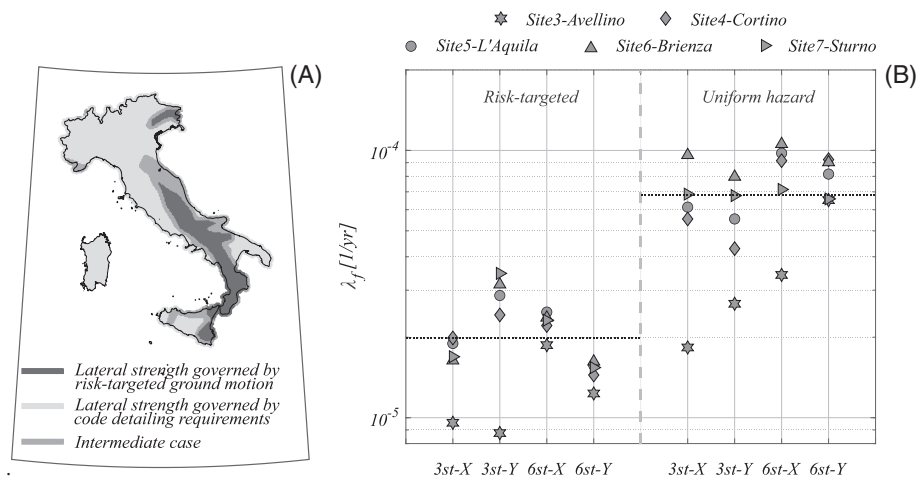 Site3-Avellino Site4-Cortino
Site5-L'Aquila Site6-Brienza Site7-Sturno
(A)
(B)
Risk-targeted Uniform hazard
10⁻⁴
λf [1/yr]
10⁻⁵
Lateral strength governed by
risk-targeted ground motion
Lateral strength governed by
code detailing requirements
Intermediate case
3st-X 3st-Y 6st-X 6st-Y 3st-X 3st-Y 6st-X 6st-Y